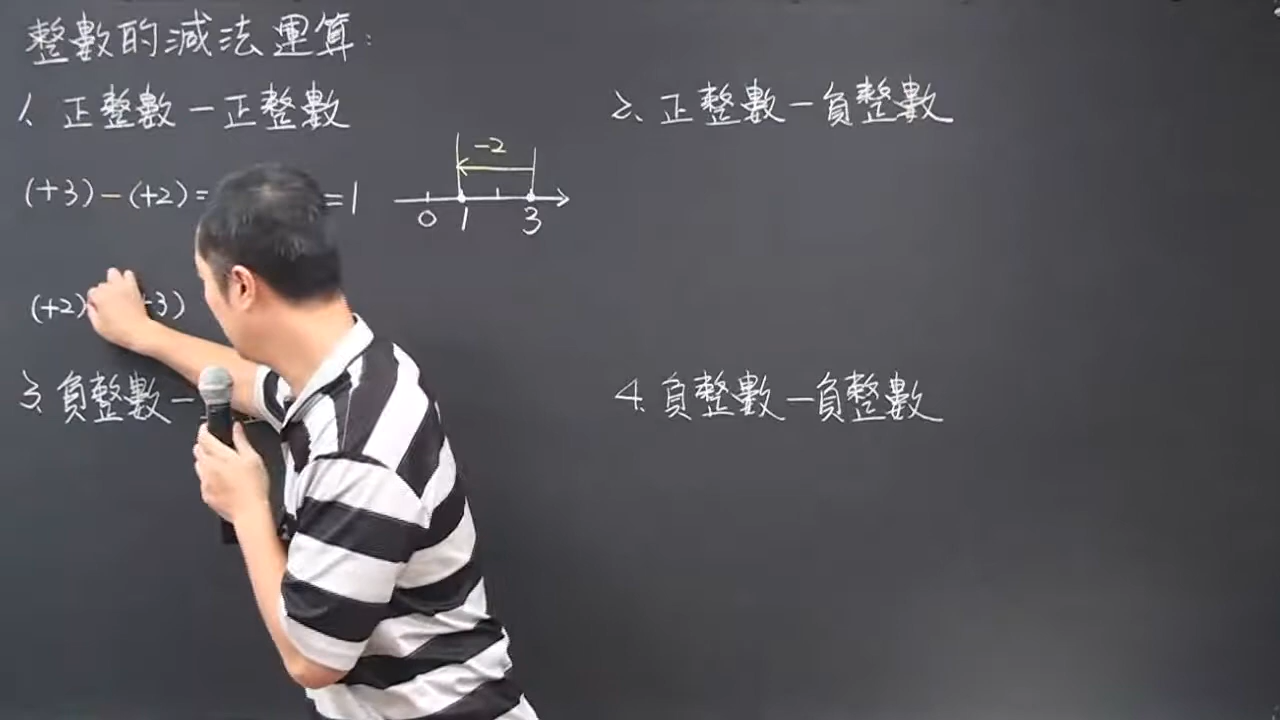 整數的減法運算:
1、正整數－正整數
(+3)－(+2)=
=1
-2
0 1 3
(+2)
3)
3、負整數－
2、正整數－負整數
4、負整數－負整數